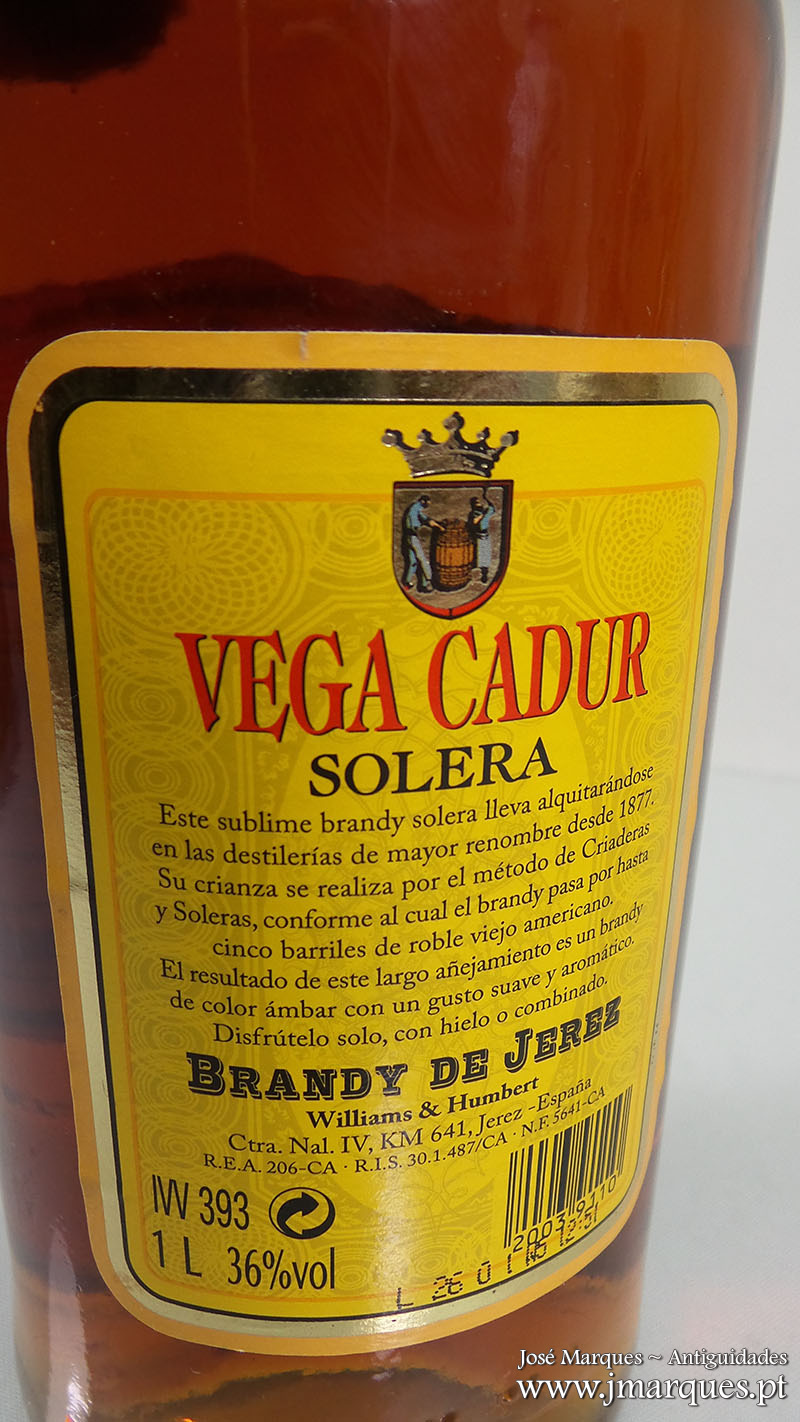 VEGA CADUR
SOLERA
Este sublime brandy solera lleva alquitarándose
en las destilerías de mayor renombre desde 1877.
Su crianza se realiza por el método de Criaderas
y Soleras, conforme al cual el brandy pasa por hasta
cinco barriles de roble viejo americano.
El resultado de este largo añejamiento es un brandy
de color ámbar con un gusto suave y aromático.
Disfrútelo solo, con hielo o combinado.
BRANDY DE JEREZ
Williams & Humbert
Ctra. Nal. IV, KM 641, Jerez -España
R.E.A. 206-CA · R.I.S. 30.1.487/CA · N.F. 5641-CA
IW 393
1 L 36%vol
L 26 01
José Marques ~ Antiguidades
www.jmarques.pt